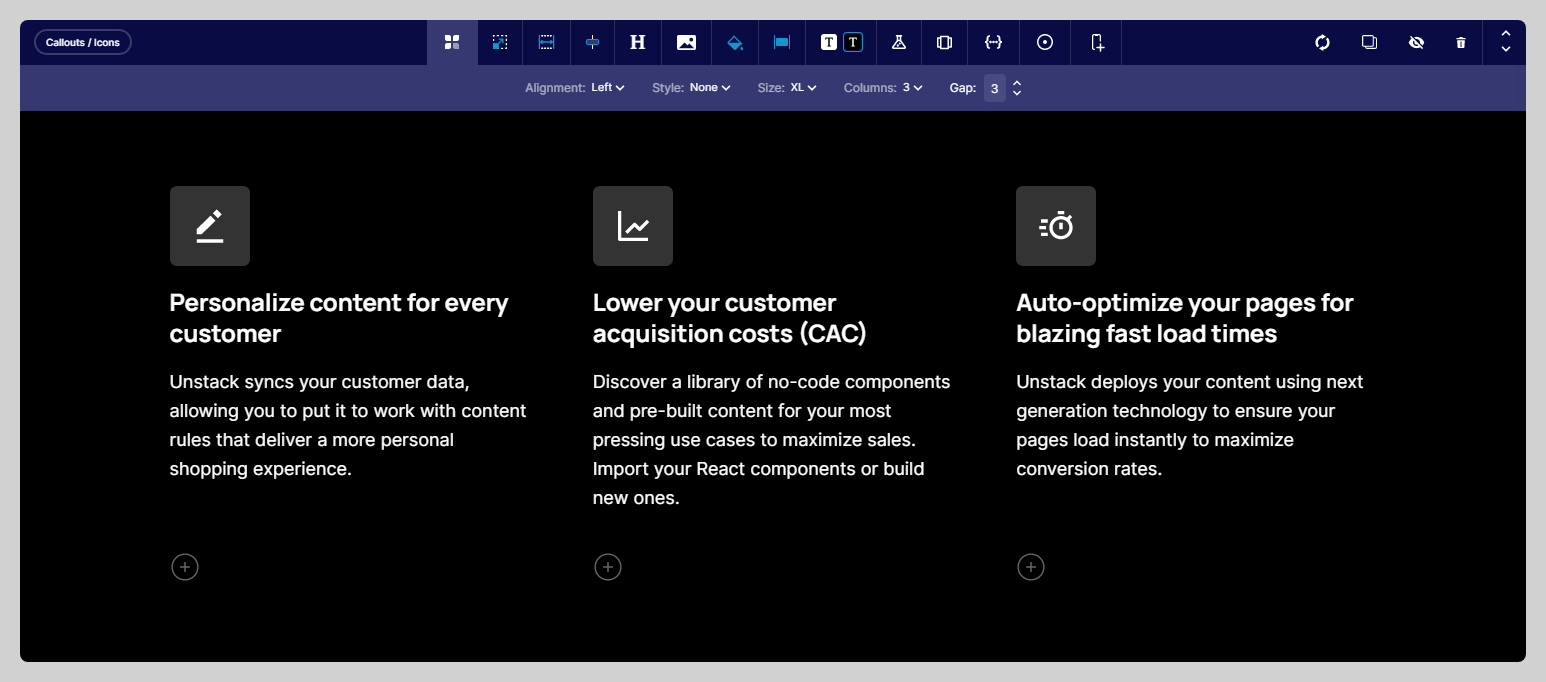 Callouts / Icons
H
T T
Alignment: Left Style: None Size: XL Columns: 3 Gap: 3
Personalize content for every
customer
Unstack syncs your customer data,
allowing you to put it to work with content
rules that deliver a more personal
shopping experience.
Lower your customer
acquisition costs (CAC)
Discover a library of no-code components
and pre-built content for your most
pressing use cases to maximize sales.
Import your React components or build
new ones.
Auto-optimize your pages for
blazing fast load times
Unstack deploys your content using next
generation technology to ensure your
pages load instantly to maximize
conversion rates.